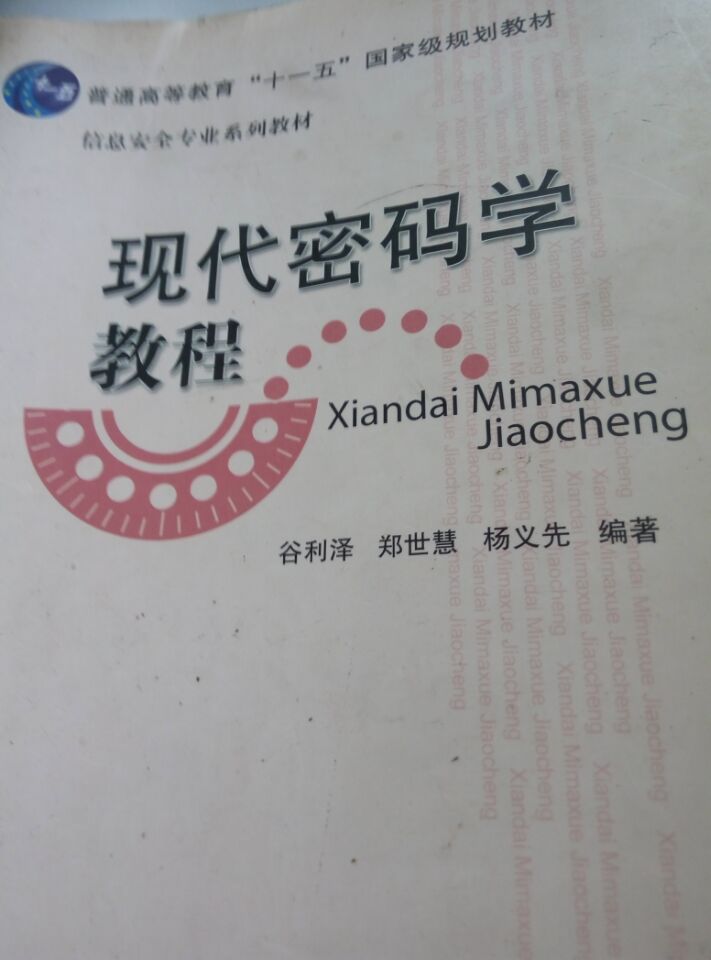 普通高等教育“十一五”国家级规划教材
信息安全专业系列教材
现代密码学
教程
Xiandai Mimaxue
Jiaocheng
谷利泽 郑世慧 杨义先 编著